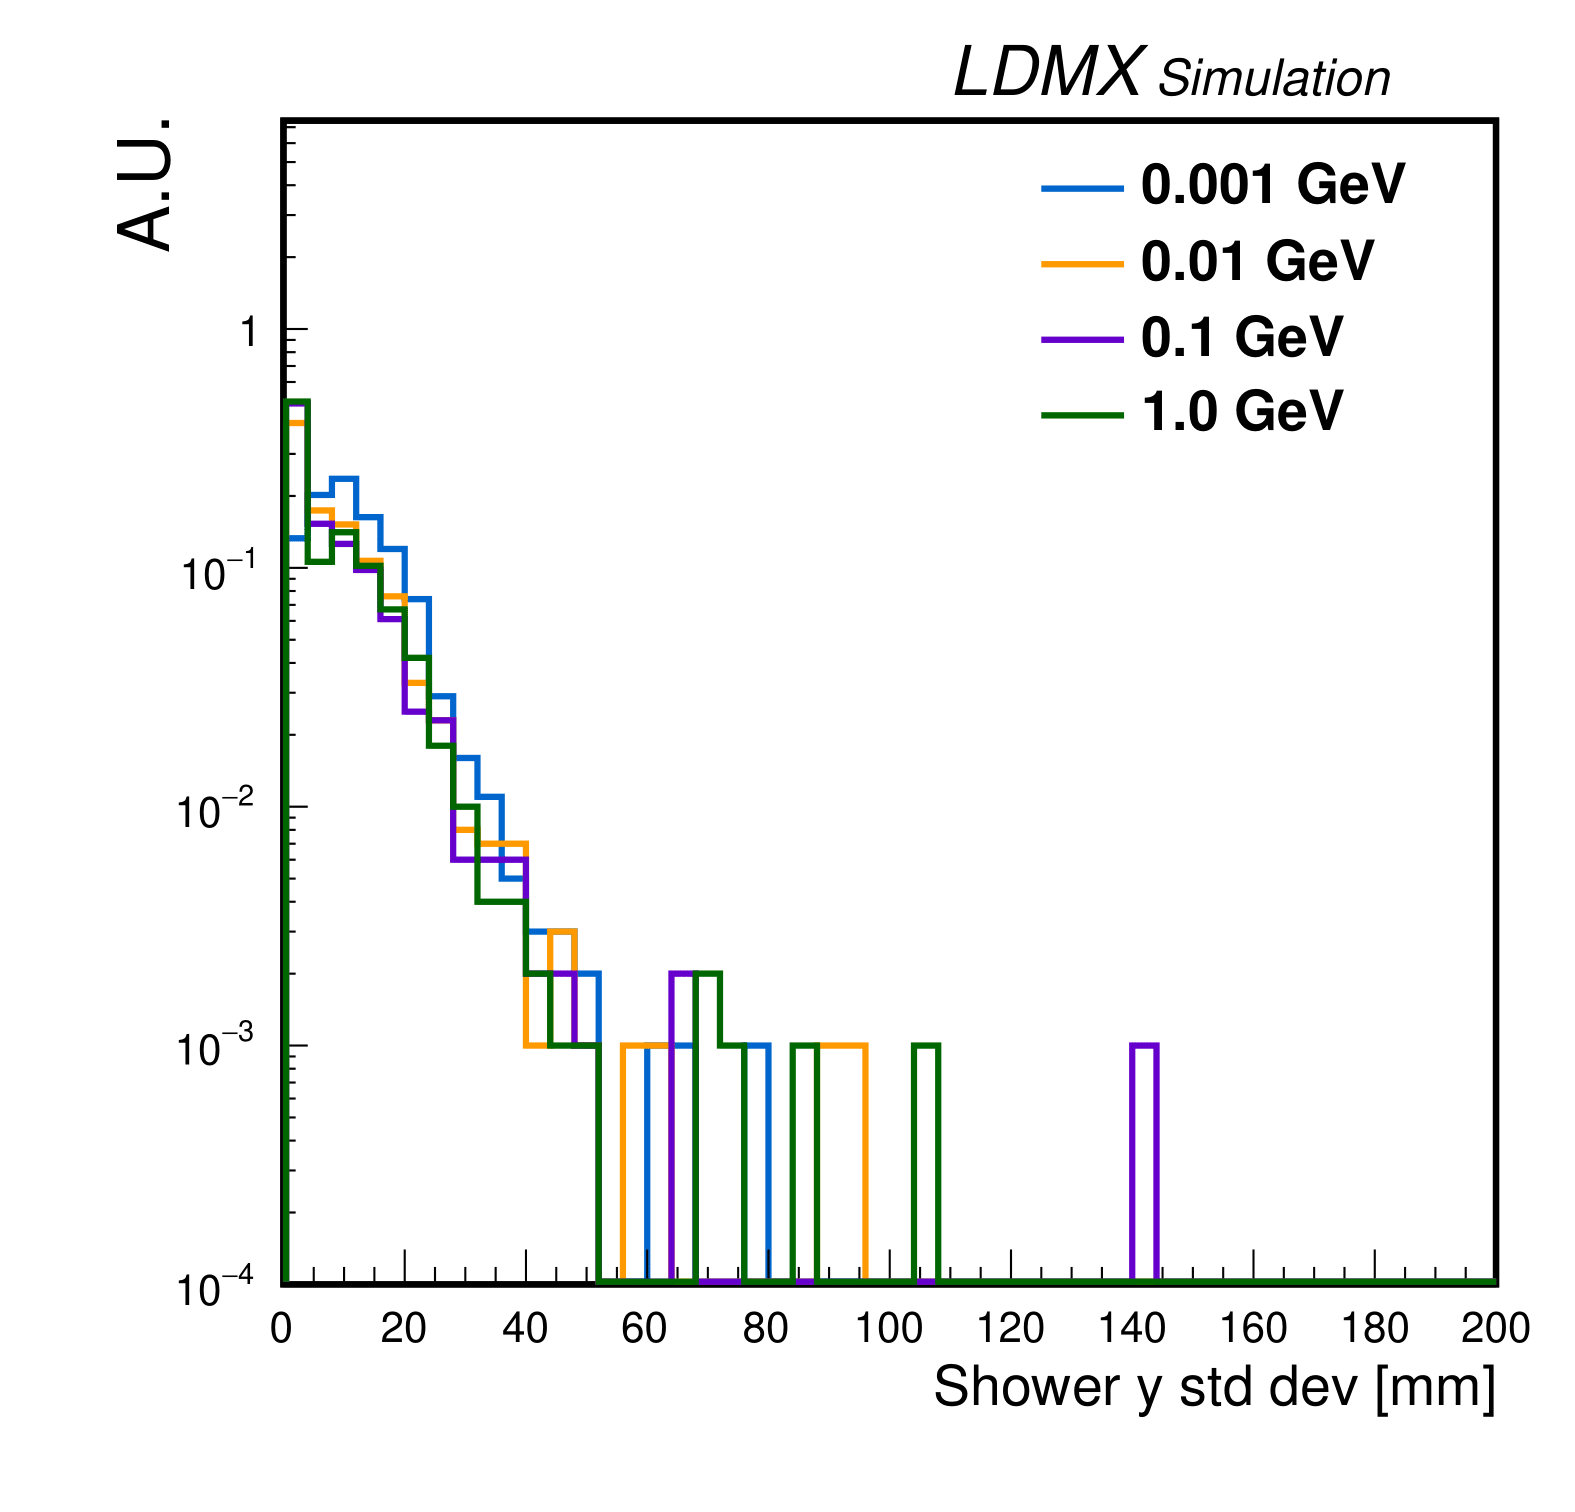 LDMX Simulation
A.U.
0.001 GeV
0.01 GeV
0.1 GeV
1.0 GeV
1
10⁻¹
10⁻²
10⁻³
10⁻⁴
0 20 40 60 80 100 120 140 160 180 200
Shower y std dev [mm]